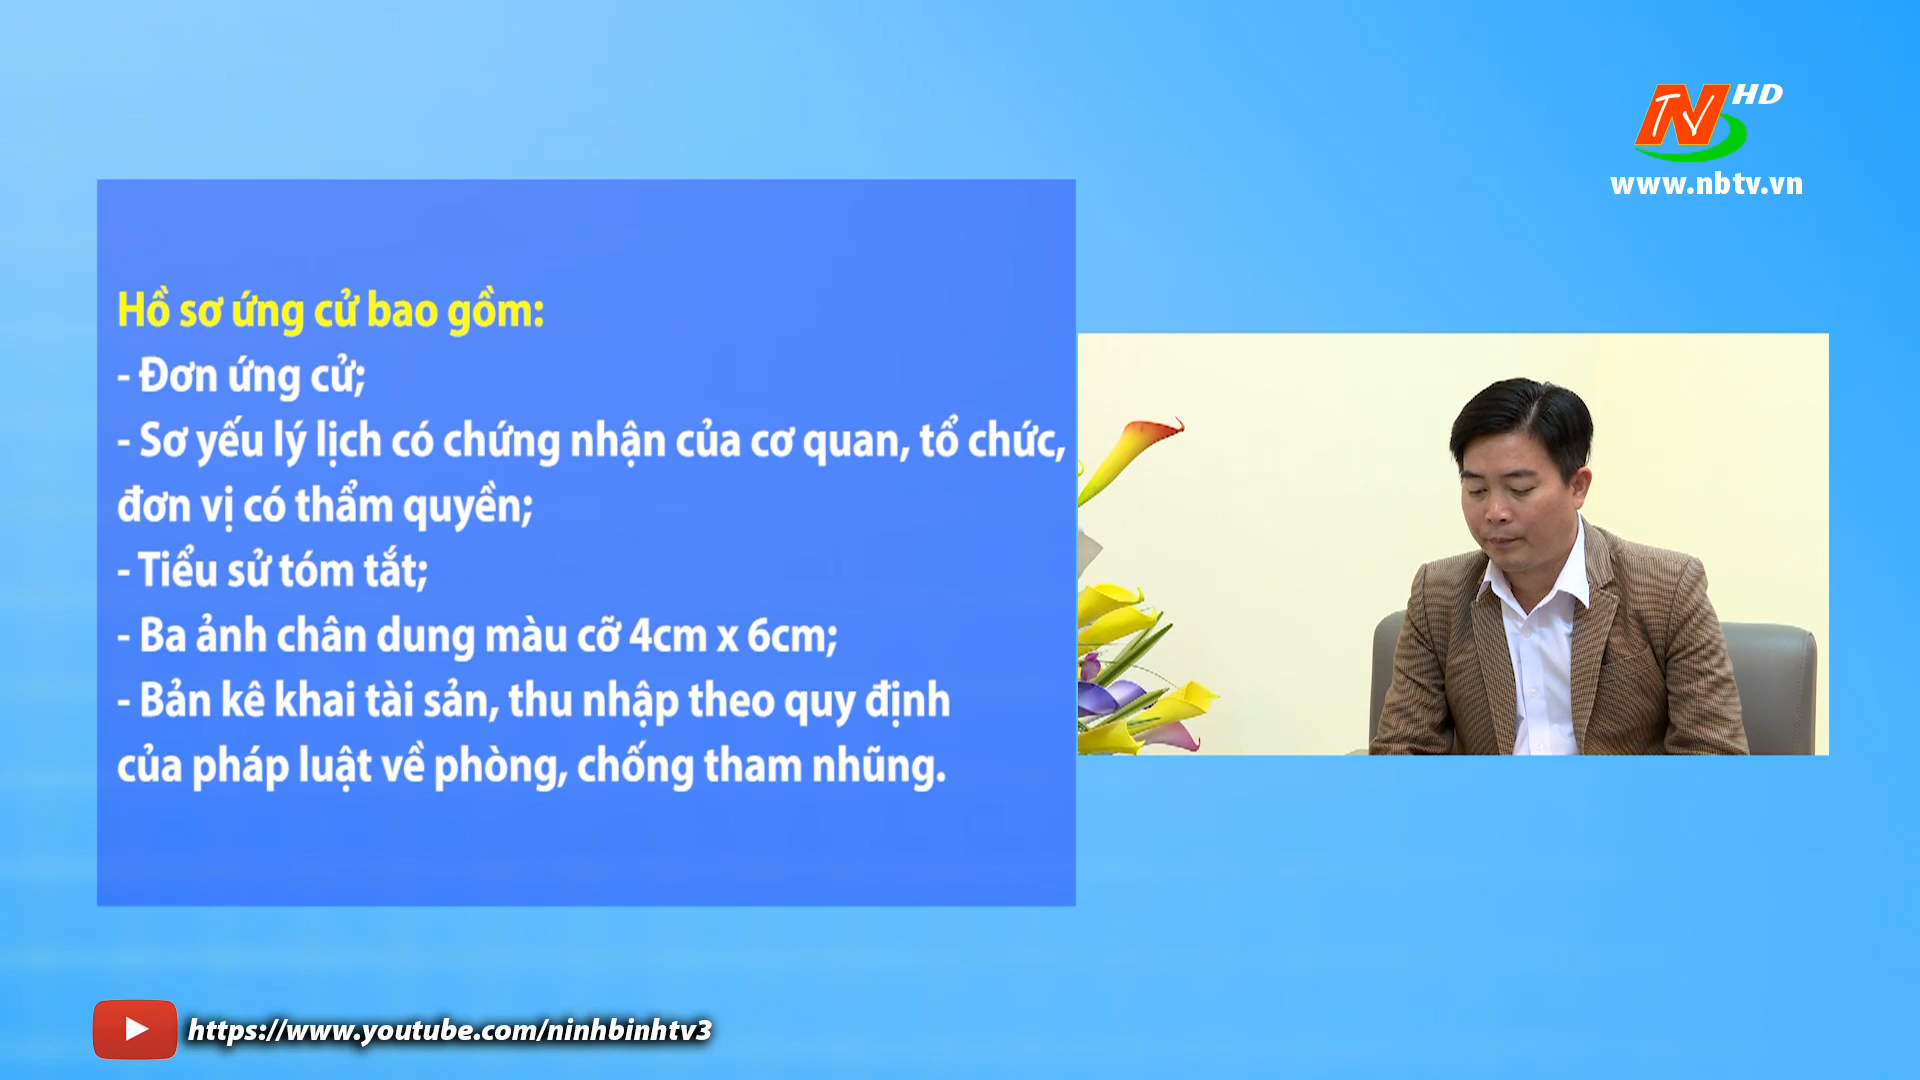 NTV HD
www.nbtv.vn
Hồ sơ ứng cử bao gồm:
- Đơn ứng cử;
- Sơ yếu lý lịch có chứng nhận của cơ quan, tổ chức,
đơn vị có thẩm quyền;
- Tiểu sử tóm tắt;
- Ba ảnh chân dung màu cỡ 4cm x 6cm;
- Bản kê khai tài sản, thu nhập theo quy định
của pháp luật về phòng, chống tham nhũng.
https://www.youtube.com/ninhbinhtv3